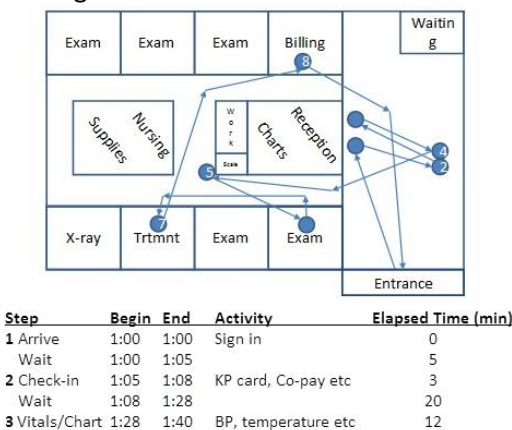 Waitin
g
Exam Exam Exam Billing
8
Supplies Nursing
W
o
r
k
Scale
Charts Reception
4
2
5
7
X-ray Trtmnt Exam Exam
Entrance
Step Begin End Activity Elapsed Time (min)
1 Arrive 1:00 1:00 Sign in 0
Wait 1:00 1:05 5
2 Check-in 1:05 1:08 KP card, Co-pay etc 3
Wait 1:08 1:28 20
3 Vitals/Chart 1:28 1:40 BP, temperature etc 12